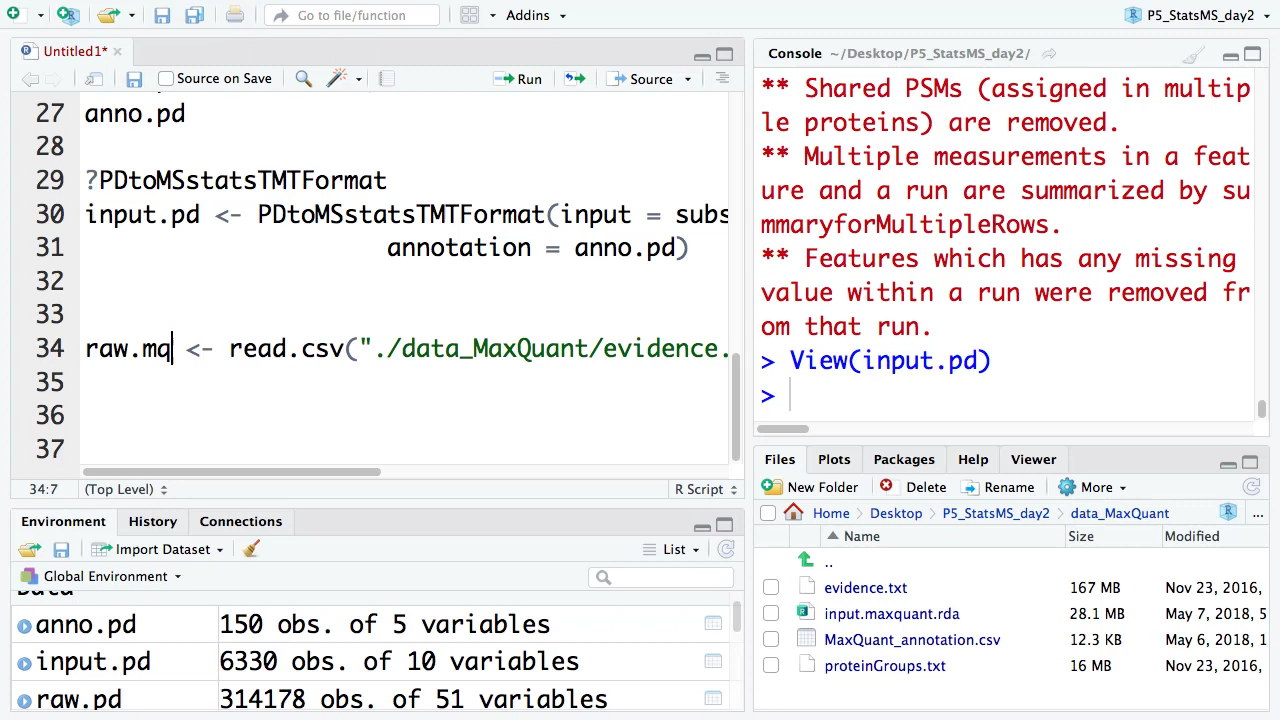 Go to file/function
Addins
P5_StatsMS_day2
Untitled1*
Source on Save
Run
Source
27 anno.pd
28
29 ?PDtoMSstatsTMTFormat
30 input.pd <- PDtoMSstatsTMTFormat(input = subs
31 annotation = anno.pd)
32
33
34 raw.mq <- read.csv("./data_MaxQuant/evidence.
35
36
37
34:7 (Top Level) R Script
Environment History Connections
Import Dataset List
Global Environment
anno.pd 150 obs. of 5 variables
input.pd 6330 obs. of 10 variables
raw.pd 314178 obs. of 51 variables
Console ~/Desktop/P5_StatsMS_day2/
** Shared PSMs (assigned in multip
le proteins) are removed.
** Multiple measurements in a feat
ure and a run are summarized by su
mmaryforMultipleRows.
** Features which has any missing
value within a run were removed fr
om that run.
> View(input.pd)
>
Files Plots Packages Help Viewer
New Folder Delete Rename More
Home Desktop P5_StatsMS_day2 data_MaxQuant ...
Name Size Modified
..
evidence.txt 167 MB Nov 23, 2016,
input.maxquant.rda 28.1 MB May 7, 2018, 5
MaxQuant_annotation.csv 12.3 KB May 6, 2018, 1
proteinGroups.txt 16 MB Nov 23, 2016,